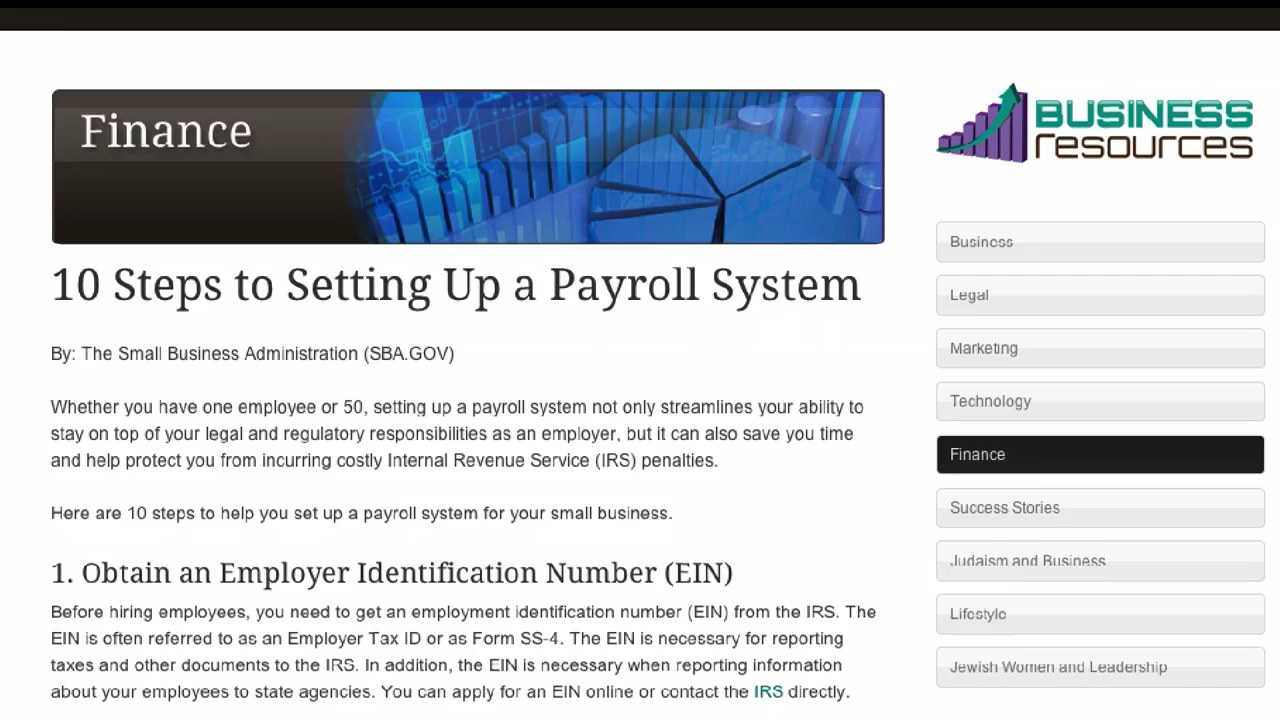 Finance
BUSINESS
resources
10 Steps to Setting Up a Payroll System
By: The Small Business Administration (SBA.GOV)
Whether you have one employee or 50, setting up a payroll system not only streamlines your ability to
stay on top of your legal and regulatory responsibilities as an employer, but it can also save you time
and help protect you from incurring costly Internal Revenue Service (IRS) penalties.
Here are 10 steps to help you set up a payroll system for your small business.
1. Obtain an Employer Identification Number (EIN)
Before hiring employees, you need to get an employment identification number (EIN) from the IRS. The
EIN is often referred to as an Employer Tax ID or as Form SS-4. The EIN is necessary for reporting
taxes and other documents to the IRS. In addition, the EIN is necessary when reporting information
about your employees to state agencies. You can apply for an EIN online or contact the IRS directly.
Business
Legal
Marketing
Technology
Finance
Success Stories
Judaism and Business
Lifestyle
Jewish Women and Leadership